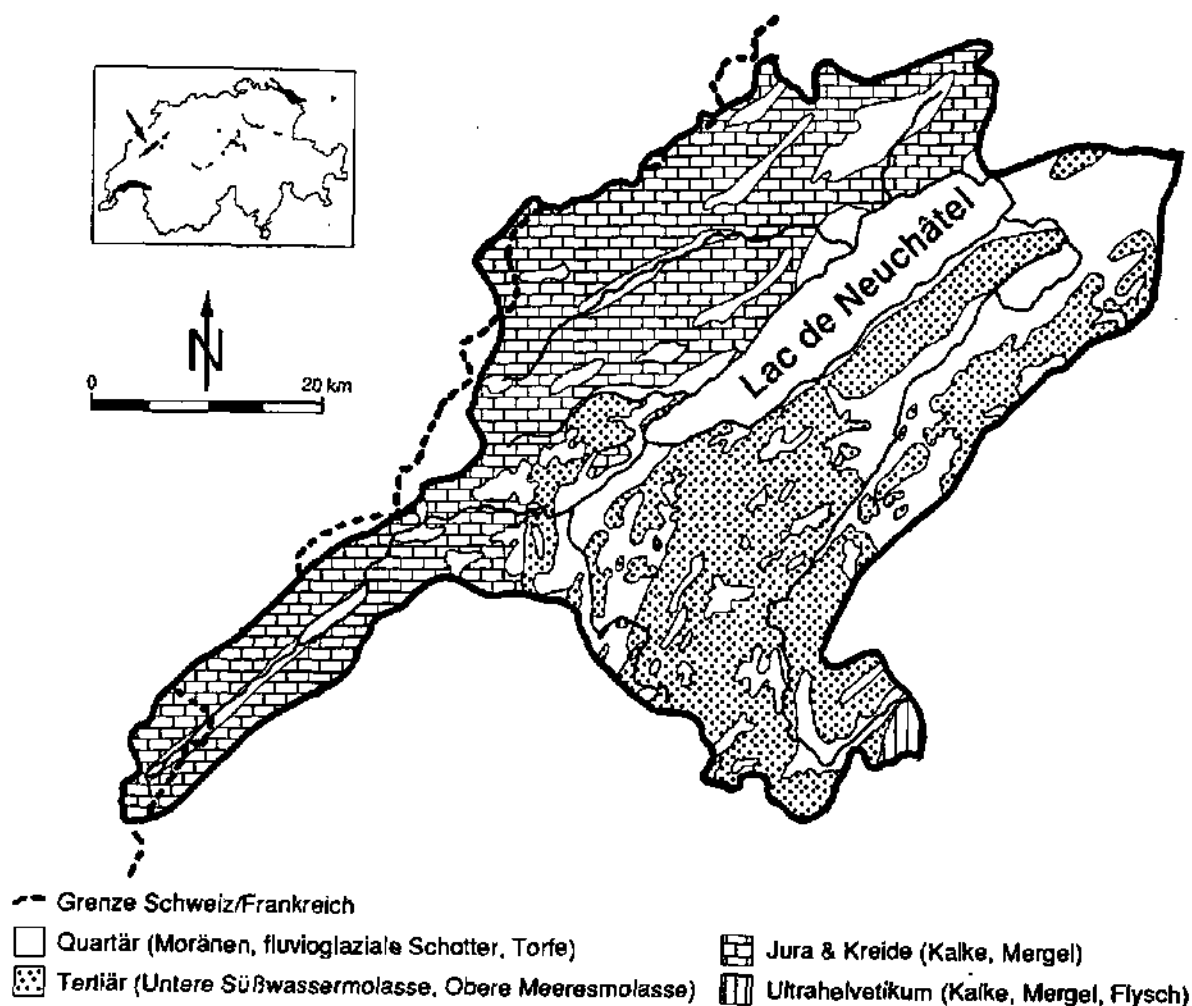 N
0 20 km
Lac de Neuchâtel
Grenze Schweiz/Frankreich
Quartär (Moränen, fluvioglaziale Schotter, Torfe)
Tertiär (Untere Süßwassermolasse, Obere Meeresmolasse)
Jura & Kreide (Kalke, Mergel)
Ultrahelvetikum (Kalke, Mergel, Flysch)